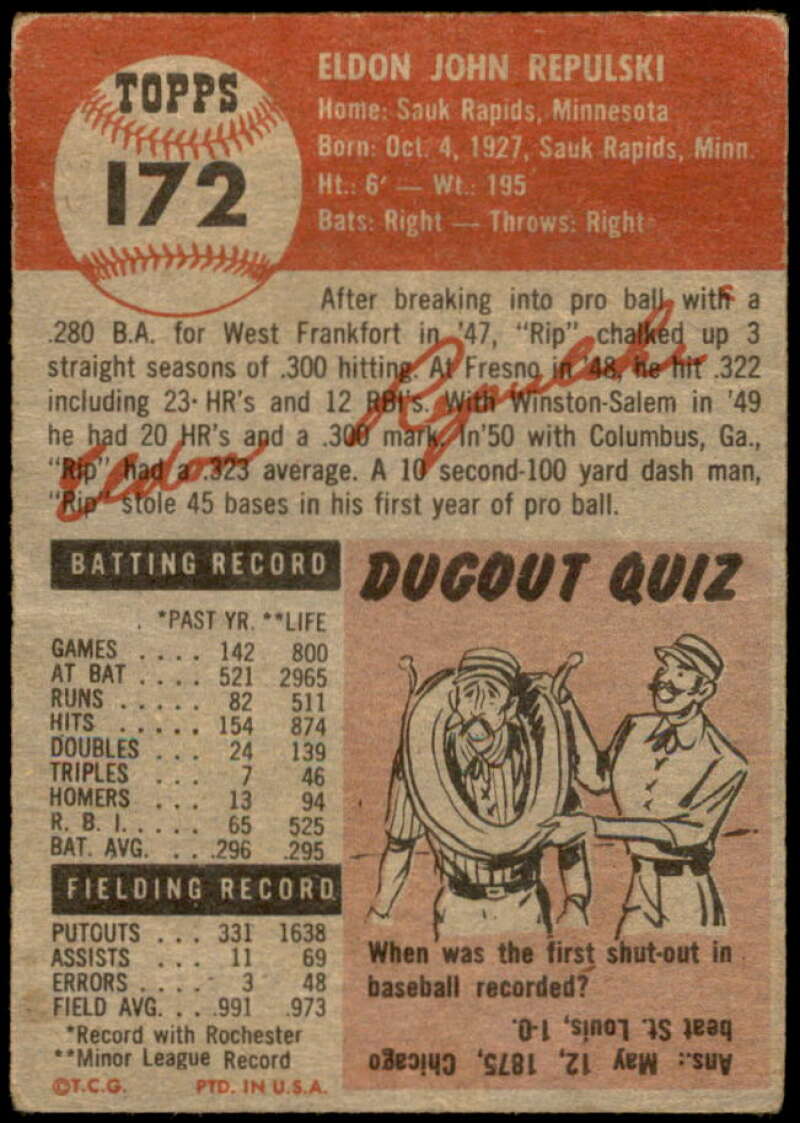 TOPPS
172
ELDON JOHN REPULSKI
Home: Sauk Rapids, Minnesota
Born: Oct. 4, 1927, Sauk Rapids, Minn.
Ht.: 6' — Wt.: 195
Bats: Right — Throws: Right
After breaking into pro ball with a
.280 B.A. for West Frankfort in '47, "Rip" chalked up 3
straight seasons of .300 hitting. At Fresno in '48, he hit .322
including 23 HR's and 12 RBI's. With Winston-Salem in '49
he had 20 HR's and a .300 mark. In '50 with Columbus, Ga.,
"Rip" had a .323 average. A 10 second-100 yard dash man,
"Rip" stole 45 bases in his first year of pro ball.
Eldon Repulski
BATTING RECORD
*PAST YR. **LIFE
GAMES .... 142 800
AT BAT .... 521 2965
RUNS .... 82 511
HITS ..... 154 874
DOUBLES ... 24 139
TRIPLES ... 7 46
HOMERS ... 13 94
R. B. I. .... 65 525
BAT. AVG. ... .296 .295
FIELDING RECORD
PUTOUTS ... 331 1638
ASSISTS ... 11 69
ERRORS .... 3 48
FIELD AVG. ... .991 .973
*Record with Rochester
**Minor League Record
©T.C.G. PTD. IN U.S.A.
DUGOUT QUIZ
When was the first shut-out in
baseball recorded?
Ans.: May 12, 1875, Chicago
beat St. Louis, 1-0.